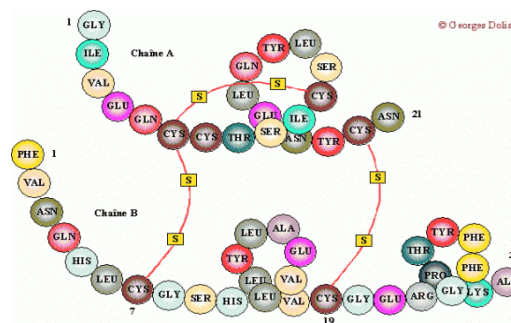 © Georges Dolis
1
Chaîne A
GLY
ILE
VAL
GLU
GLN
CYS
CYS
THR
SER
ILE
CYS
SER
LEU
TYR
GLN
LEU
GLU
ASN
TYR
CYS
ASN
21
S
S
S
S
S
S
1
Chaîne B
PHE
VAL
ASN
GLN
HIS
LEU
CYS
7
GLY
SER
HIS
LEU
VAL
GLU
ALA
LEU
TYR
LEU
VAL
CYS
19
GLY
GLU
ARG
GLY
PHE
PHE
TYR
THR
PRO
LYS